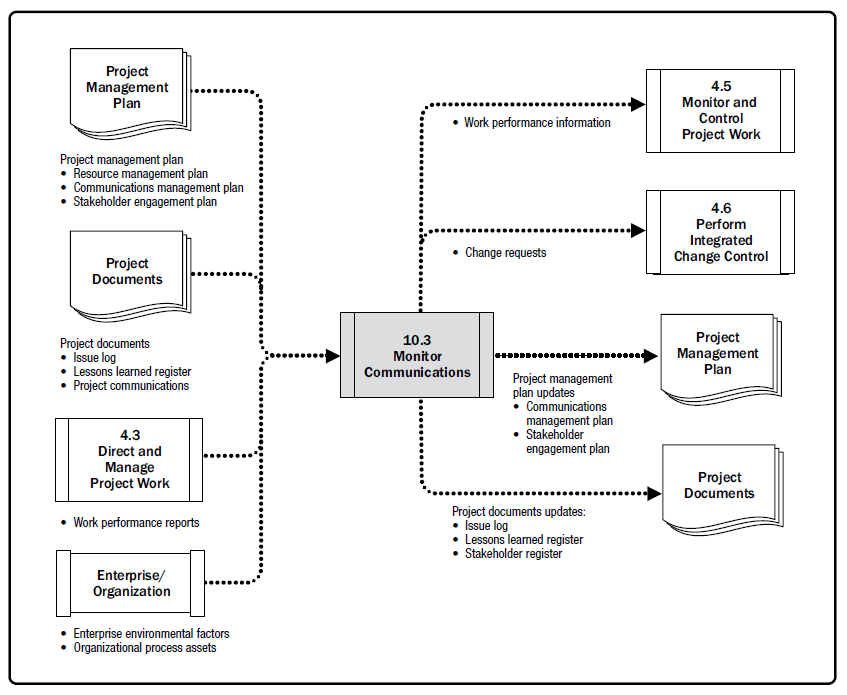 Project
Management
Plan
Project management plan
• Resource management plan
• Communications management plan
• Stakeholder engagement plan
Project
Documents
Project documents
• Issue log
• Lessons learned register
• Project communications
4.3
Direct and
Manage
Project Work
• Work performance reports
Enterprise/
Organization
• Enterprise environmental factors
• Organizational process assets
10.3
Monitor
Communications
• Work performance information
4.5
Monitor and
Control
Project Work
• Change requests
4.6
Perform
Integrated
Change Control
Project management
plan updates
• Communications
management plan
• Stakeholder
engagement plan
Project
Management
Plan
Project documents updates:
• Issue log
• Lessons learned register
• Stakeholder register
Project
Documents